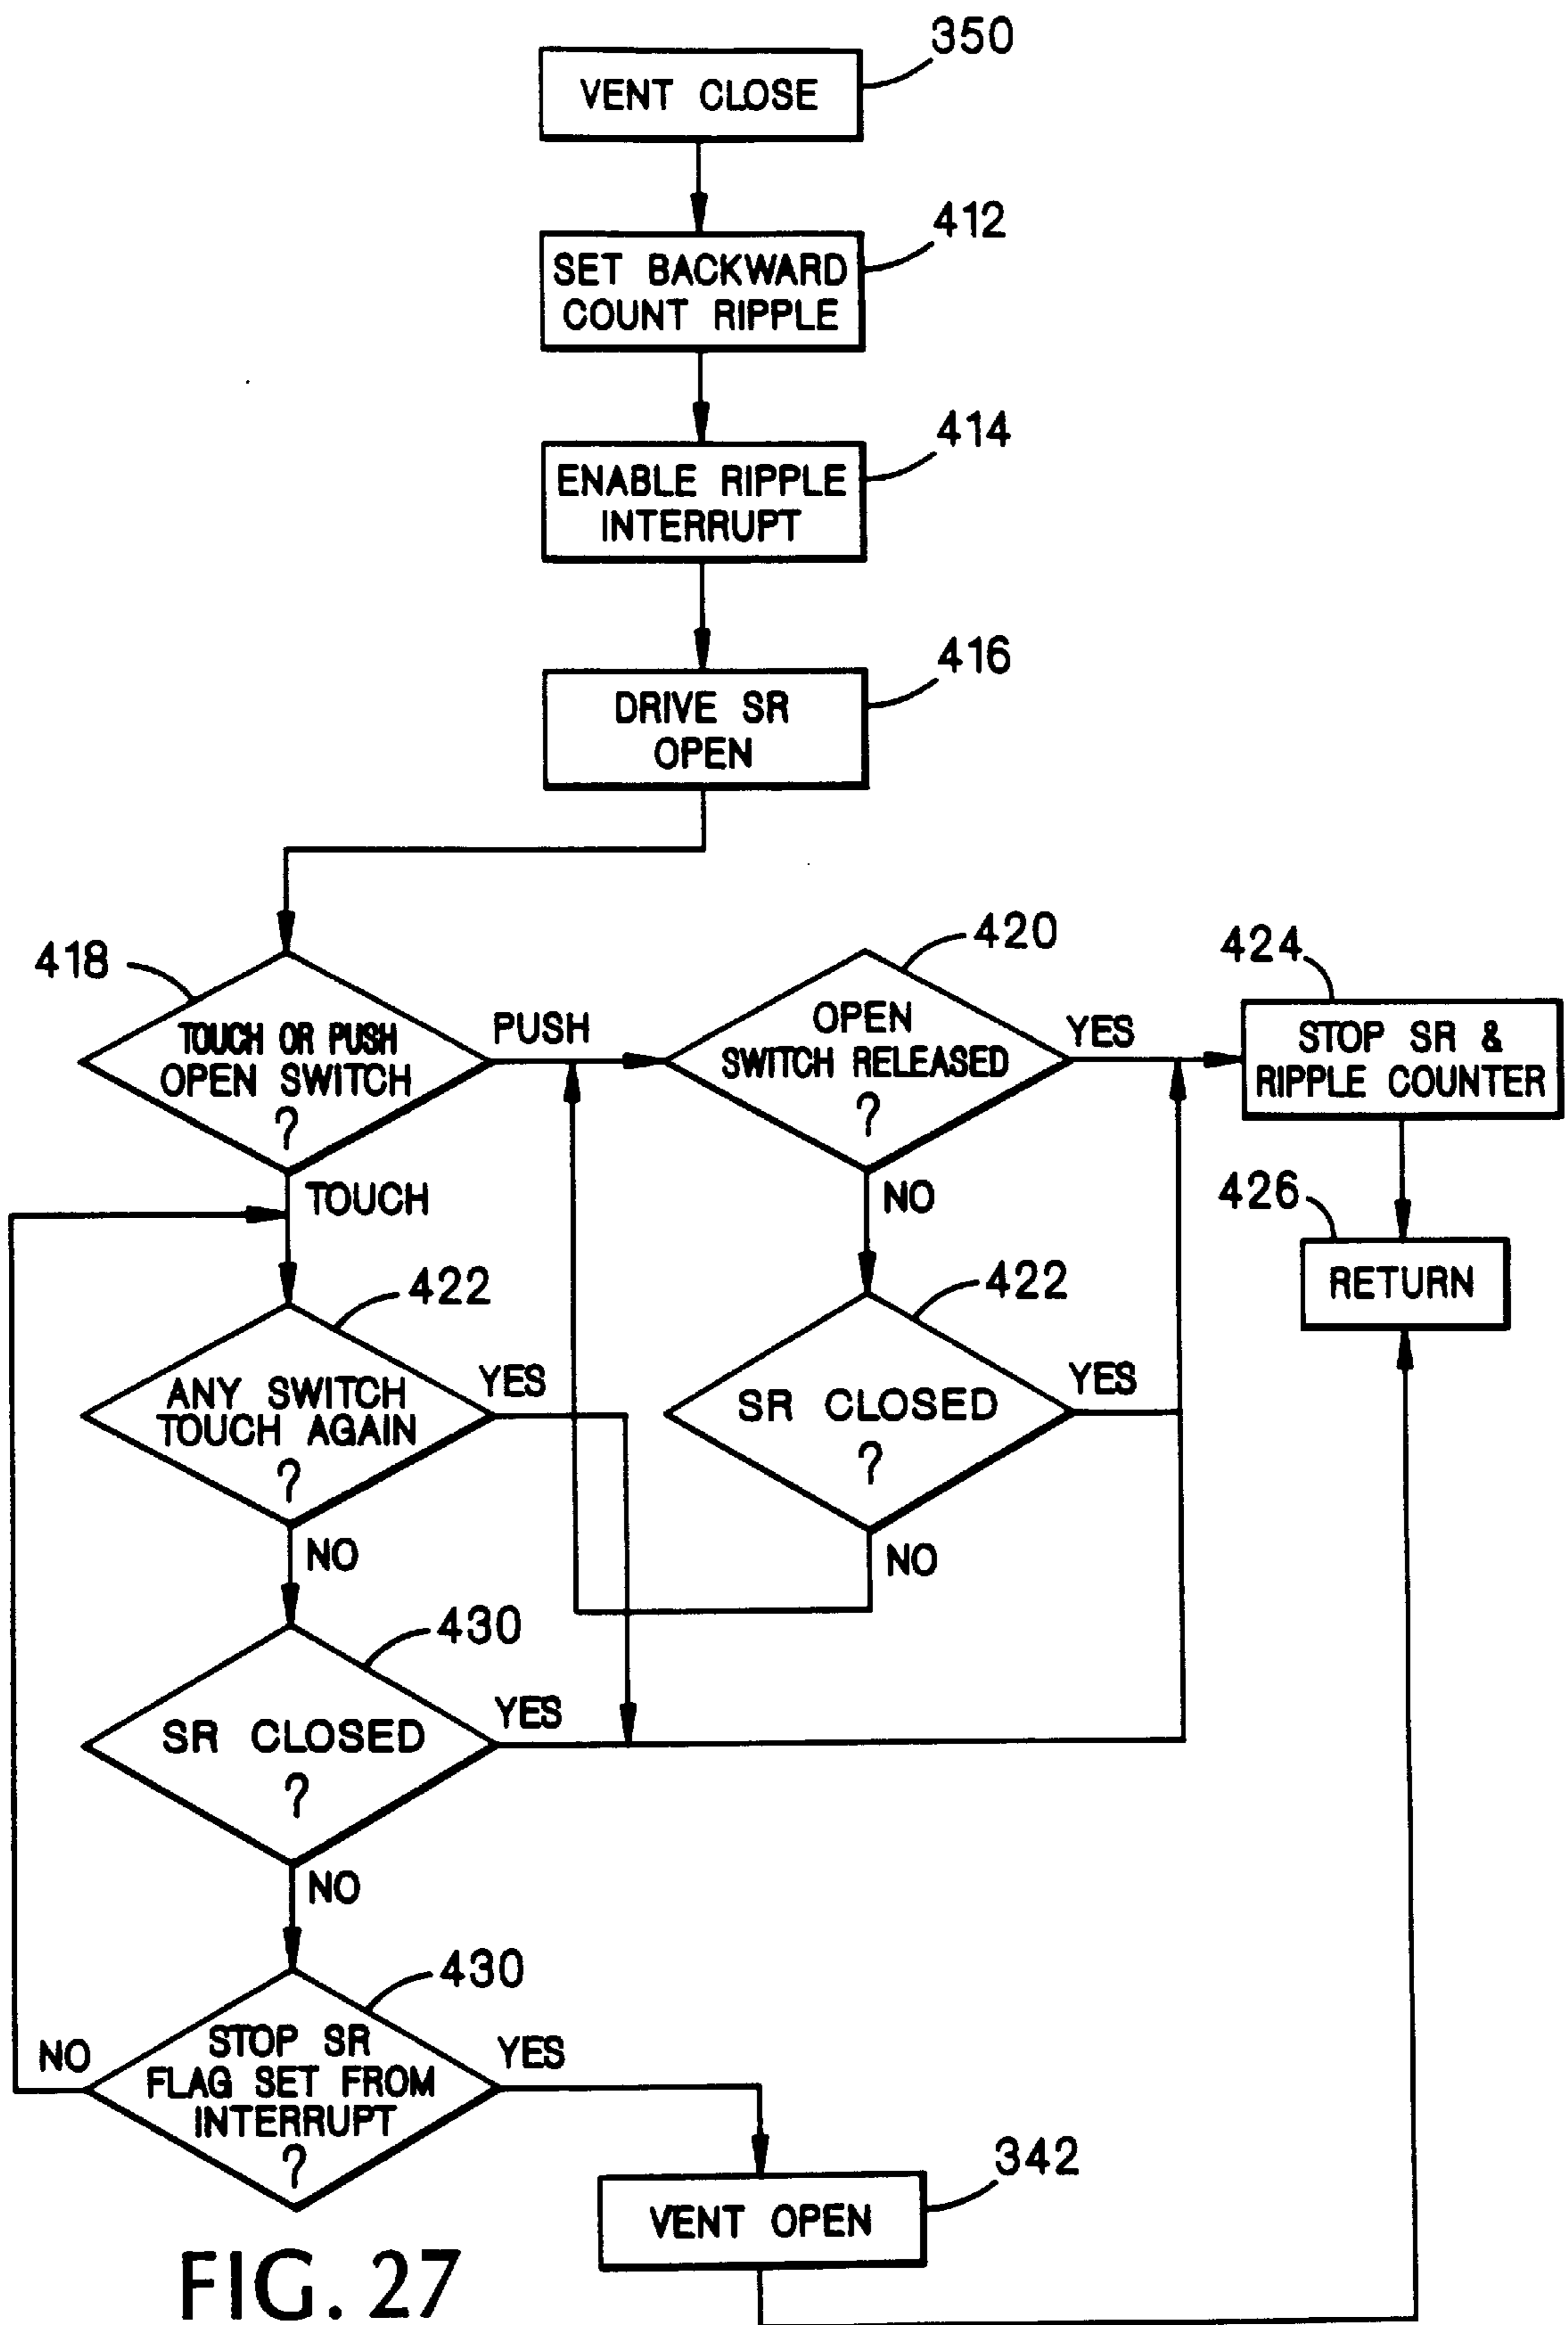 350
VENT CLOSE
412
SET BACKWARD
COUNT RIPPLE
414
ENABLE RIPPLE
INTERRUPT
416
DRIVE SR
OPEN
418
TOUCH OR PUSH
OPEN SWITCH
?
PUSH
TOUCH
420
OPEN
SWITCH RELEASED
?
YES
NO
424
STOP SR &
RIPPLE COUNTER
426
RETURN
422
ANY SWITCH
TOUCH AGAIN
?
YES
NO
422
SR CLOSED
?
YES
NO
430
SR CLOSED
?
YES
NO
430
STOP SR
FLAG SET FROM
INTERRUPT
?
NO
YES
342
VENT OPEN
FIG. 27